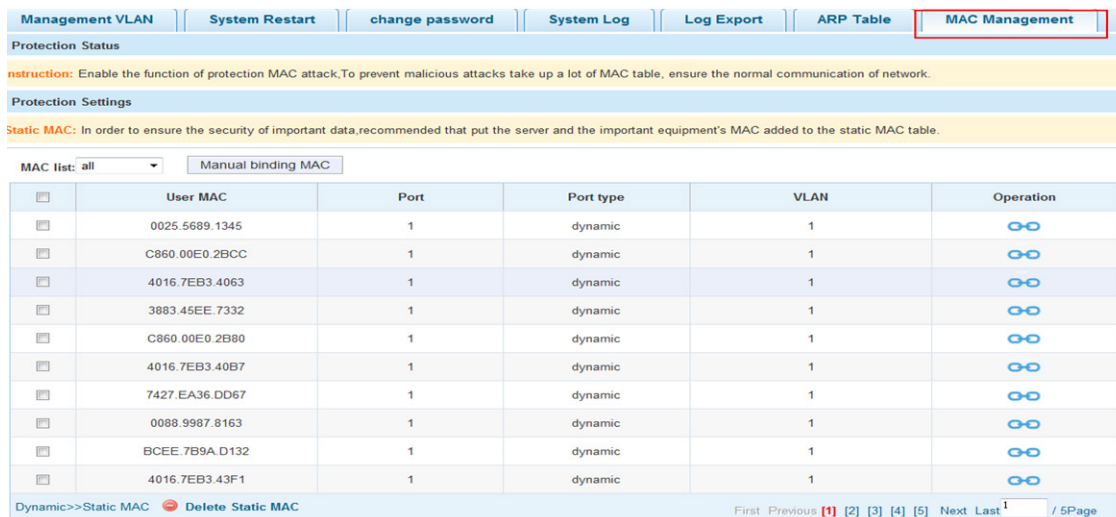 Management VLAN System Restart change password System Log Log Export ARP Table MAC Management
Protection Status
nstruction: Enable the function of protection MAC attack,To prevent malicious attacks take up a lot of MAC table, ensure the normal communication of network.
Protection Settings
Static MAC: In order to ensure the security of important data,recommended that put the server and the important equipment's MAC added to the static MAC table.
MAC list: all Manual binding MAC
User MAC Port Port type VLAN Operation
0025.5689.1345 1 dynamic 1
C860.00E0.2BCC 1 dynamic 1
4016.7EB3.4063 1 dynamic 1
3883.45EE.7332 1 dynamic 1
C860.00E0.2B80 1 dynamic 1
4016.7EB3.40B7 1 dynamic 1
7427.EA36.DD67 1 dynamic 1
0088.9987.8163 1 dynamic 1
BCEE.7B9A.D132 1 dynamic 1
4016.7EB3.43F1 1 dynamic 1
Dynamic>>Static MAC Delete Static MAC First Previous [1] [2] [3] [4] [5] Next Last 1 / 5Page